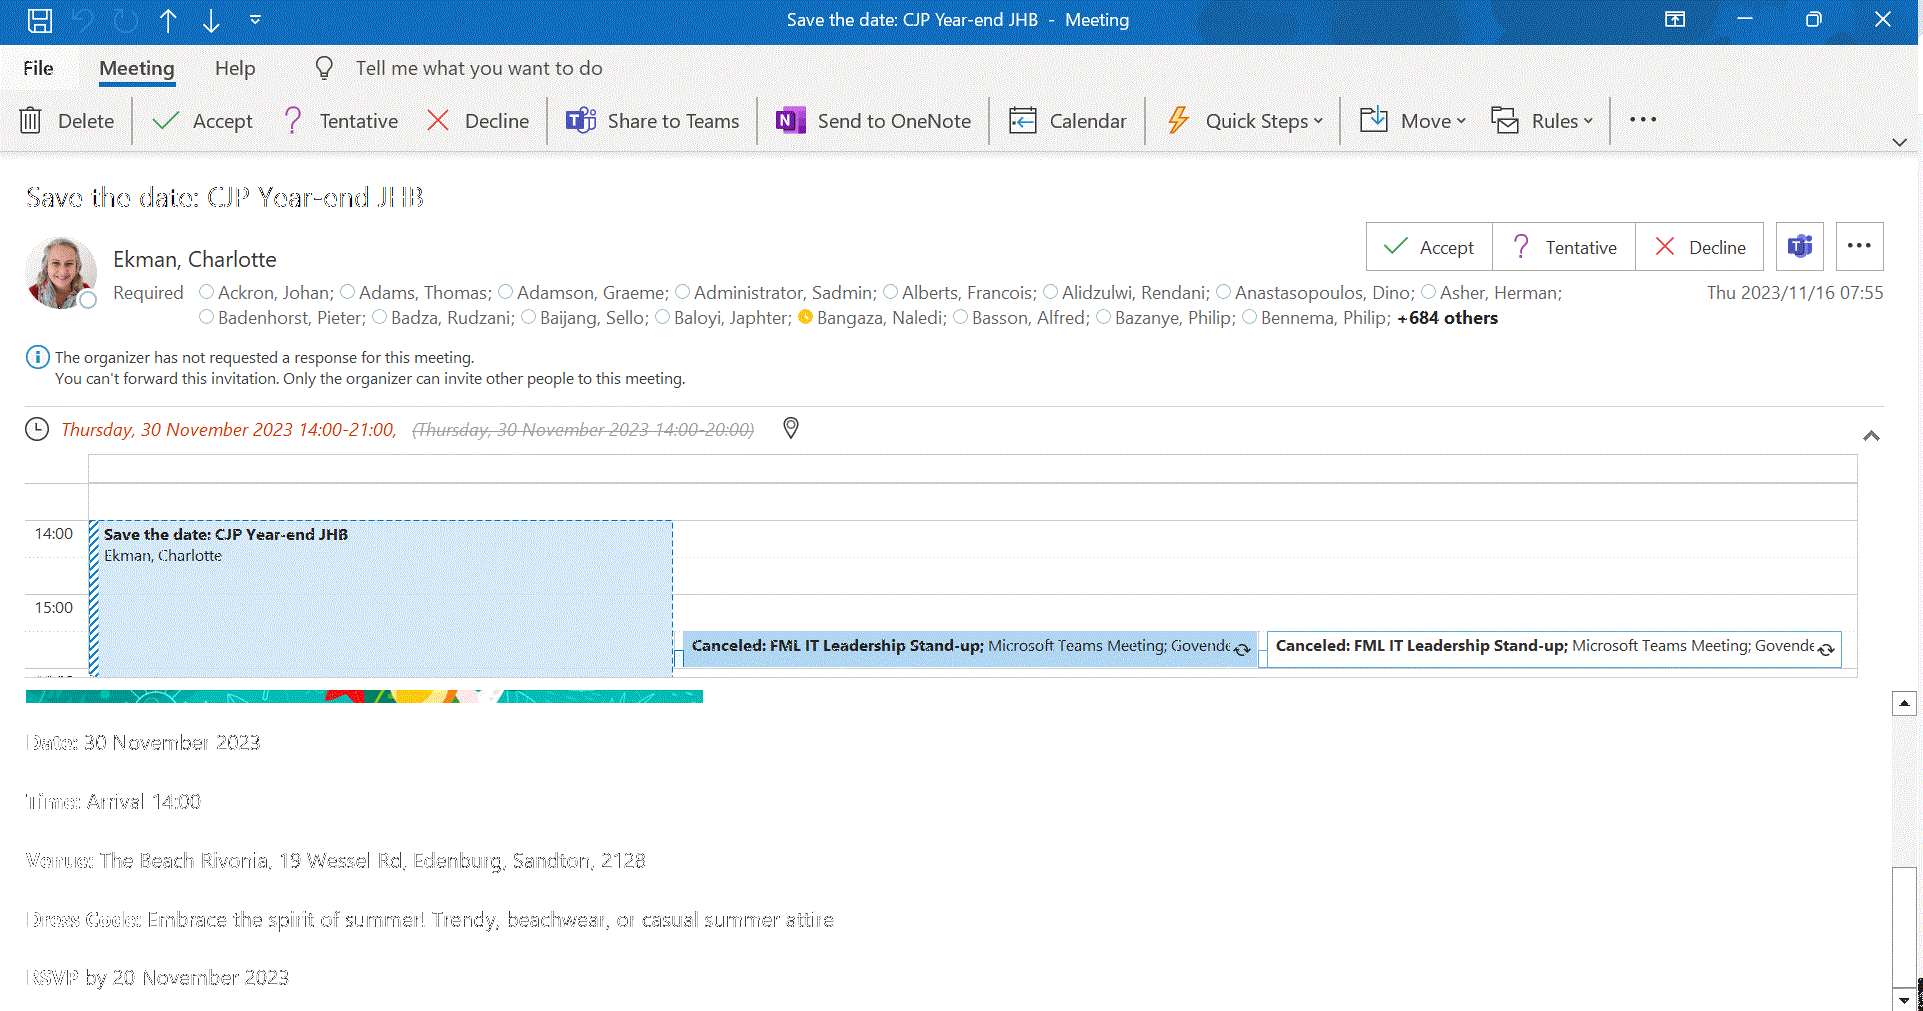 Save the date: CJP Year-end JHB - Meeting
File Meeting Help Tell me what you want to do
Delete Accept Tentative Decline Share to Teams Send to OneNote Calendar Quick Steps Move Rules
Save the date: CJP Year-end JHB
Ekman, Charlotte
Accept Tentative Decline
Required Ackron, Johan; Adams, Thomas; Adamson, Graeme; Administrator, Sadmin; Alberts, Francois; Alidzulwi, Rendani; Anastasopoulos, Dino; Asher, Herman;
Thu 2023/11/16 07:55
Badenhorst, Pieter; Badza, Rudzani; Baijang, Sello; Baloyi, Japhter; Bangaza, Naledi; Basson, Alfred; Bazanye, Philip; Bennema, Philip; +684 others
The organizer has not requested a response for this meeting.
You can't forward this invitation. Only the organizer can invite other people to this meeting.
Thursday, 30 November 2023 14:00-21:00, (Thursday, 30 November 2023 14:00-20:00)
14:00 Save the date: CJP Year-end JHB
Ekman, Charlotte
15:00
Canceled: FML IT Leadership Stand-up; Microsoft Teams Meeting; Govende
Canceled: FML IT Leadership Stand-up; Microsoft Teams Meeting; Govende
Date: 30 November 2023
Time: Arrival 14:00
Venue: The Beach Rivonia, 19 Wessel Rd, Edenburg, Sandton, 2128
Dress Code: Embrace the spirit of summer! Trendy, beachwear, or casual summer attire
RSVP by 20 November 2023